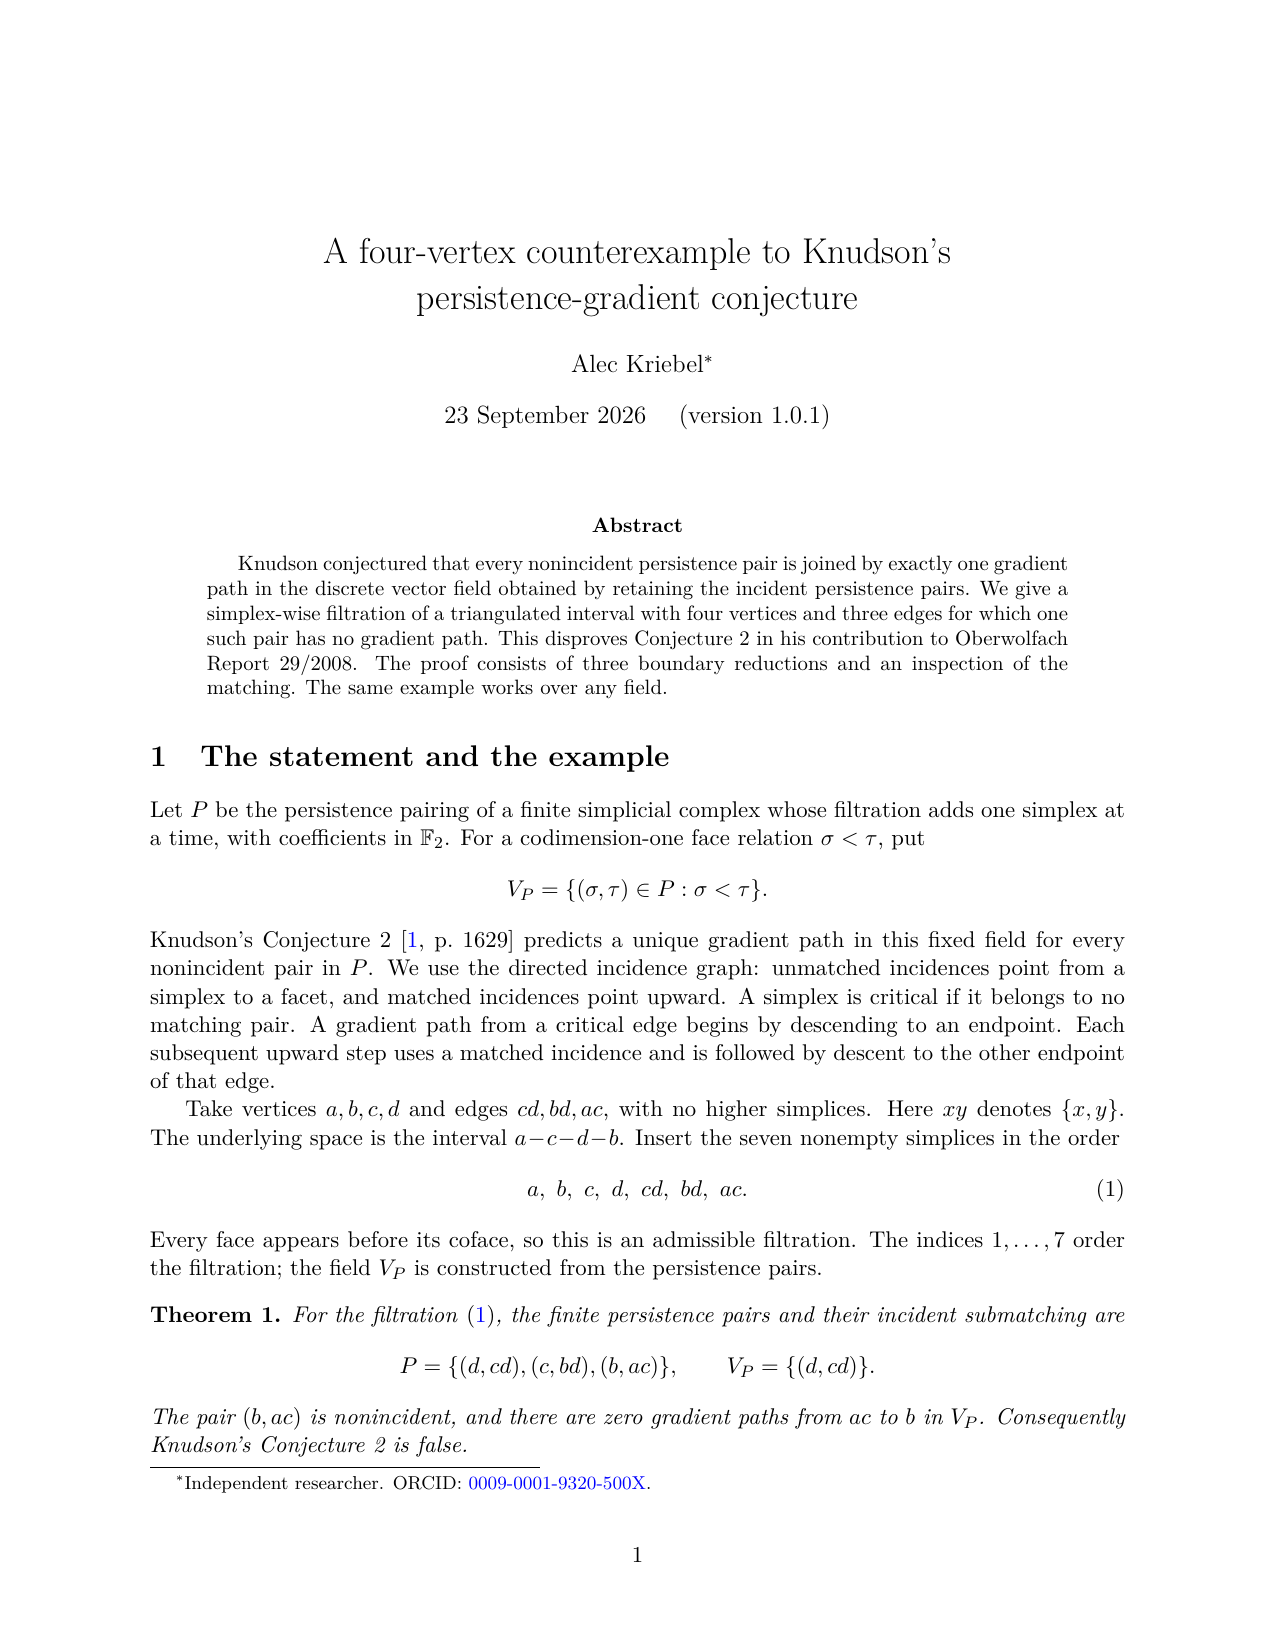 A four-vertex counterexample to Knudson's
persistence-gradient conjecture
Alec Kriebel*
23 September 2026 (version 1.0.1)
Abstract
Knudson conjectured that every nonincident persistence pair is joined by exactly one gradient
path in the discrete vector field obtained by retaining the incident persistence pairs. We give a
simplex-wise filtration of a triangulated interval with four vertices and three edges for which one
such pair has no gradient path. This disproves Conjecture 2 in his contribution to Oberwolfach
Report 29/2008. The proof consists of three boundary reductions and an inspection of the
matching. The same example works over any field.
1 The statement and the example
Let P be the persistence pairing of a finite simplicial complex whose filtration adds one simplex at
a time, with coefficients in 𝔽₂. For a codimension-one face relation σ < τ, put
V_P = {(σ, τ) ∈ P : σ < τ}.
Knudson's Conjecture 2 [1, p. 1629] predicts a unique gradient path in this fixed field for every
nonincident pair in P. We use the directed incidence graph: unmatched incidences point from a
simplex to a facet, and matched incidences point upward. A simplex is critical if it belongs to no
matching pair. A gradient path from a critical edge begins by descending to an endpoint. Each
subsequent upward step uses a matched incidence and is followed by descent to the other endpoint
of that edge.
Take vertices a, b, c, d and edges cd, bd, ac, with no higher simplices. Here xy denotes {x, y}.
The underlying space is the interval a−c−d−b. Insert the seven nonempty simplices in the order
a, b, c, d, cd, bd, ac. (1)
Every face appears before its coface, so this is an admissible filtration. The indices 1, . . . , 7 order
the filtration; the field V_P is constructed from the persistence pairs.
Theorem 1. For the filtration (1), the finite persistence pairs and their incident submatching are
P = {(d, cd), (c, bd), (b, ac)}, V_P = {(d, cd)}.
The pair (b, ac) is nonincident, and there are zero gradient paths from ac to b in V_P. Consequently
Knudson's Conjecture 2 is false.
*Independent researcher. ORCID: 0009-0001-9320-500X.
1